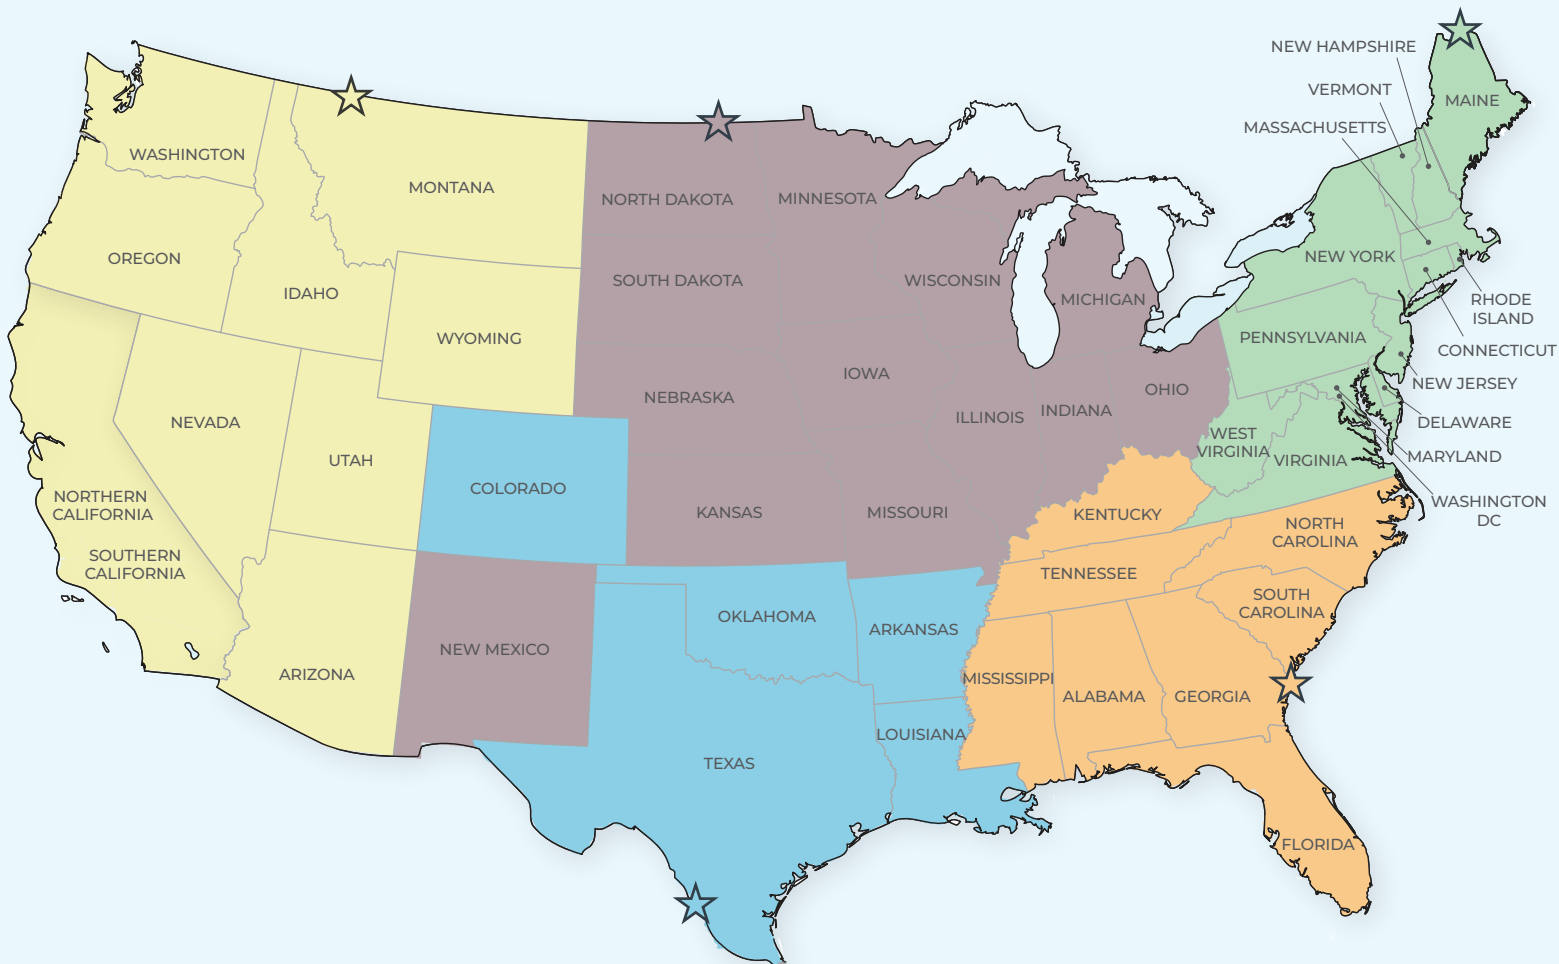 NEW HAMPSHIRE
VERMONT
MAINE
MASSACHUSETTS
WASHINGTON
MONTANA
NORTH DAKOTA
MINNESOTA
OREGON
NEW YORK
IDAHO
SOUTH DAKOTA
WISCONSIN
MICHIGAN
RHODE
ISLAND
WYOMING
PENNSYLVANIA
CONNECTICUT
IOWA
NEW JERSEY
NEBRASKA
OHIO
NEVADA
ILLINOIS
INDIANA
DELAWARE
WEST
VIRGINIA
UTAH
VIRGINIA
MARYLAND
COLORADO
NORTHERN
CALIFORNIA
WASHINGTON
DC
KANSAS
MISSOURI
KENTUCKY
NORTH
CAROLINA
SOUTHERN
CALIFORNIA
TENNESSEE
SOUTH
CAROLINA
OKLAHOMA
ARKANSAS
NEW MEXICO
ARIZONA
MISSISSIPPI
ALABAMA
GEORGIA
LOUISIANA
TEXAS
FLORIDA